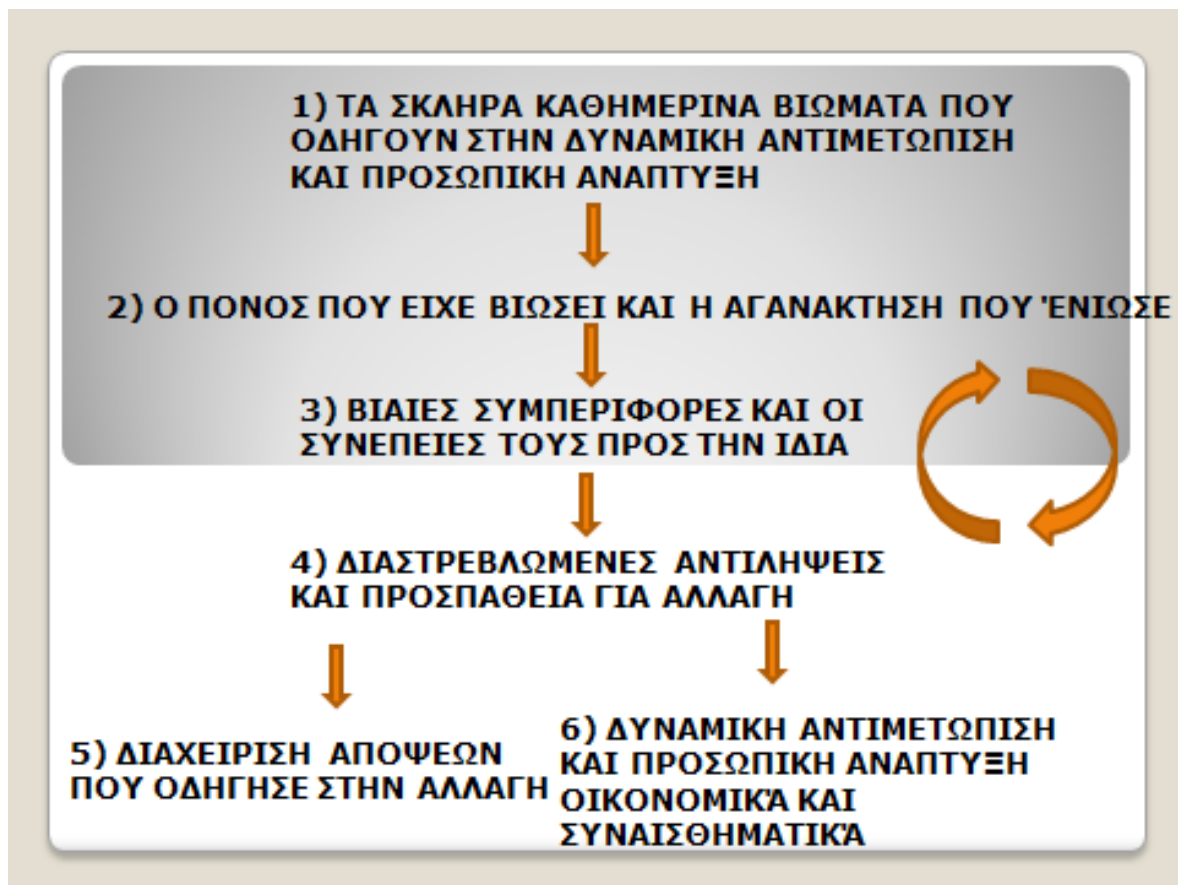 1) ΤΑ ΣΚΛΗΡΑ ΚΑΘΗΜΕΡΙΝΑ ΒΙΩΜΑΤΑ ΠΟΥ
ΟΔΗΓΟΥΝ ΣΤΗΝ ΔΥΝΑΜΙΚΗ ΑΝΤΙΜΕΤΩΠΙΣΗ
ΚΑΙ ΠΡΟΣΩΠΙΚΗ ΑΝΑΠΤΥΞΗ
2) Ο ΠΟΝΟΣ ΠΟΥ ΕΙΧΕ ΒΙΩΣΕΙ ΚΑΙ Η ΑΓΑΝΑΚΤΗΣΗ ΠΟΥ ΈΝΙΩΣΕ
3) ΒΙΑΙΕΣ ΣΥΜΠΕΡΙΦΟΡΕΣ ΚΑΙ ΟΙ
ΣΥΝΕΠΕΙΕΣ ΤΟΥΣ ΠΡΟΣ ΤΗΝ ΙΔΙΑ
4) ΔΙΑΣΤΡΕΒΛΩΜΕΝΕΣ ΑΝΤΙΛΗΨΕΙΣ
ΚΑΙ ΠΡΟΣΠΑΘΕΙΑ ΓΙΑ ΑΛΛΑΓΗ
5) ΔΙΑΧΕΙΡΙΣΗ ΑΠΟΨΕΩΝ
ΠΟΥ ΟΔΗΓΗΣΕ ΣΤΗΝ ΑΛΛΑΓΗ
6) ΔΥΝΑΜΙΚΗ ΑΝΤΙΜΕΤΩΠΙΣΗ
ΚΑΙ ΠΡΟΣΩΠΙΚΗ ΑΝΑΠΤΥΞΗ
ΟΙΚΟΝΟΜΙΚΆ ΚΑΙ
ΣΥΝΑΙΣΘΗΜΑΤΙΚΆ